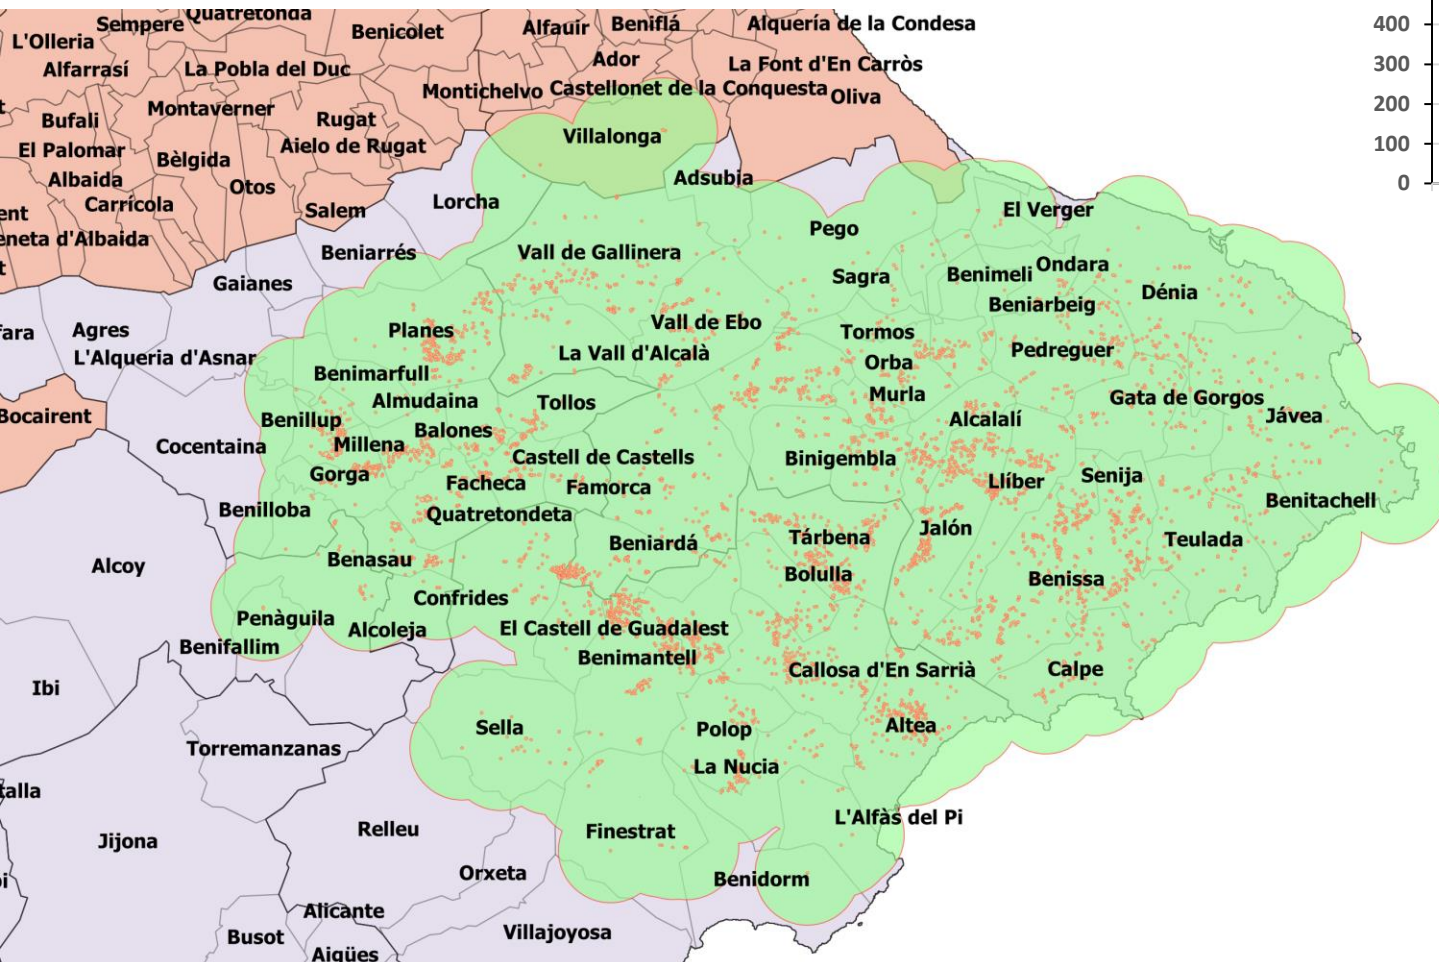 Sempere
Quatretonda
L'Olleria
Benicolet
Alfauir
Beniflá
Alquería de la Condesa
400
Alfarrasí
La Pobla del Duc
Ador
La Font d'En Carròs
300
Montichelvo
Castellonet de la Conquesta
Oliva
200
t
Bufali
Montaverner
Rugat
Villalonga
100
El Palomar
Bèlgida
Aielo de Rugat
Albaida
Otos
Adsubia
0
ent
Carrícola
Salem
Lorcha
El Verger
eneta d'Albaida
Pego
t
Beniarrés
Vall de Gallinera
Gaianes
Sagra
Benimeli
Ondara
Beniarbeig
Dénia
fara
Agres
Planes
Vall de Ebo
Tormos
L'Alqueria d'Asnar
La Vall d'Alcalà
Orba
Pedreguer
Benimarfull
Murla
Bocairent
Almudaina
Tollos
Gata de Gorgos
Benillup
Alcalalí
Jávea
Cocentaina
Millena
Balones
Castell de Castells
Binigembla
Gorga
Facheca
Famorca
Llíber
Senija
Benilloba
Quatretondeta
Benitachell
Alcoy
Benasau
Beniardá
Tárbena
Jalón
Teulada
Bolulla
Benissa
Penàguila
Confrides
Benifallim
Alcoleja
El Castell de Guadalest
Benimantell
Callosa d'En Sarrià
Calpe
Ibi
Sella
Polop
Altea
Torremanzanas
La Nucia
talla
Jijona
Relleu
Finestrat
L'Alfàs del Pi
pi
Orxeta
Benidorm
Alicante
Busot
Aigües
Villajoyosa